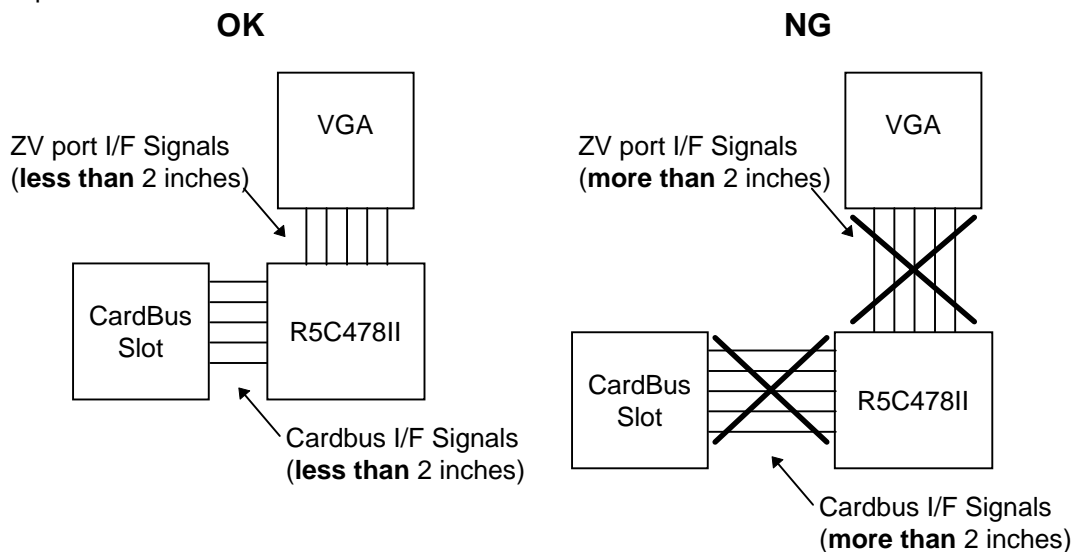 OK
VGA
ZV port I/F Signals
(less than 2 inches)
CardBus
Slot
R5C478II
Cardbus I/F Signals
(less than 2 inches)
NG
VGA
ZV port I/F Signals
(more than 2 inches)
CardBus
Slot
R5C478II
Cardbus I/F Signals
(more than 2 inches)